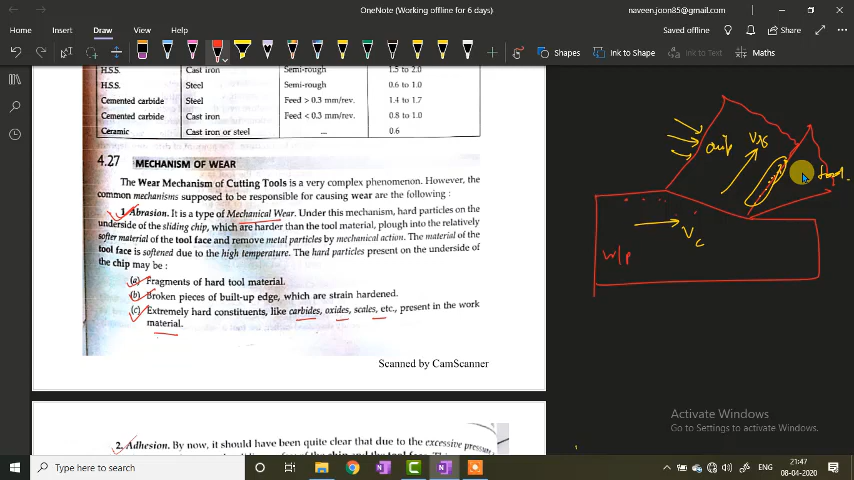 OneNote (Working offline for 6 days)
naveen.joon85@gmail.com
Home Insert Draw View Help
Saved offline Share
Shapes Ink to Shape Ink to Text Maths
H.S.S. Cast iron Semi-rough 1.5 to 2.0
H.S.S. Steel Semi-rough 0.6 to 1.0
Cemented carbide Steel Feed > 0.3 mm/rev. 1.4 to 1.7
Cemented carbide Cast iron Feed < 0.3 mm/rev. 0.8 to 1.0
Ceramic Cast iron or steel ... 0.6
4.27 MECHANISM OF WEAR
The Wear Mechanism of Cutting Tools is a very complex phenomenon. However, the
common mechanisms supposed to be responsible for causing wear are the following :
1. Abrasion. It is a type of Mechanical Wear. Under this mechanism, hard particles on the
underside of the sliding chip, which are harder than the tool material, plough into the relatively
softer material of the tool face and remove metal particles by mechanical action. The material of the
tool face is softened due to the high temperature. The hard particles present on the underside of
the chip may be :
(a) Fragments of hard tool material.
(b) Broken pieces of built-up edge, which are strain hardened.
(c) Extremely hard constituents, like carbides, oxides, scales, etc., present in the work
material.
Scanned by CamScanner
2. Adhesion. By now, it should have been quite clear that due to the excessive pressure
chip
tool.
Vc
w/p
Activate Windows
Go to Settings to activate Windows.
Type here to search
ENG
21:47
08-04-2020